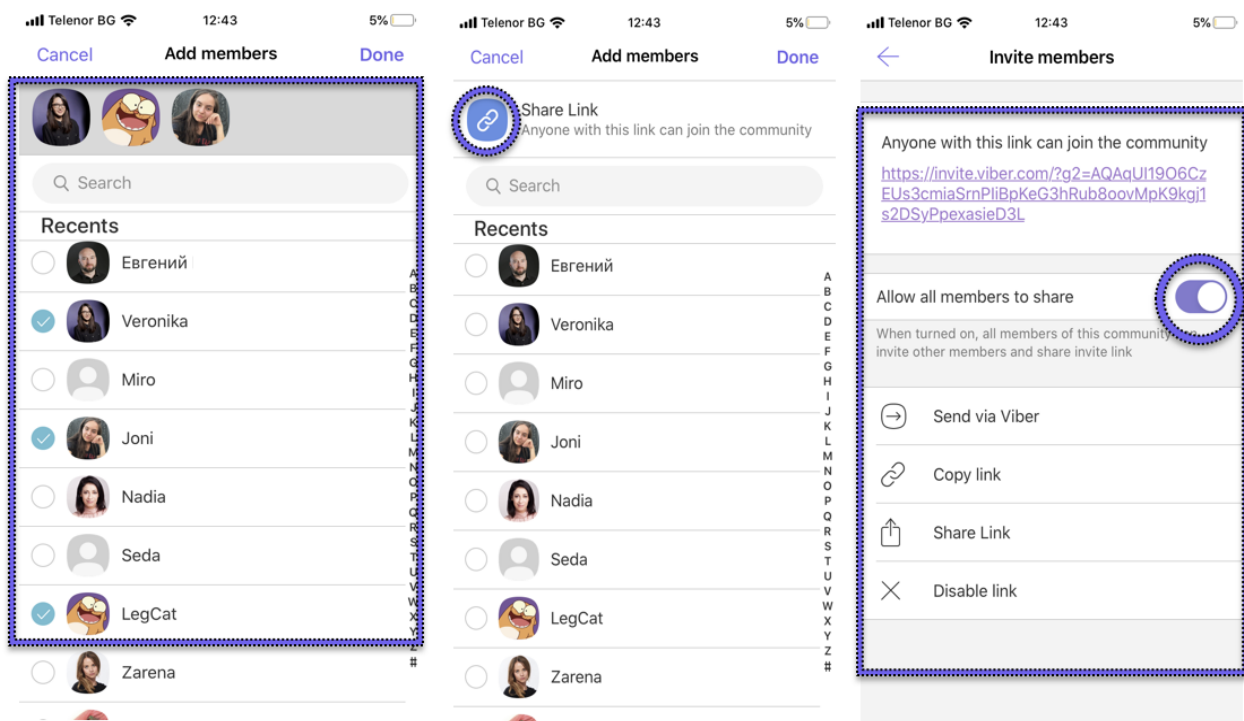 Telenor BG 12:43 5%
Cancel Add members Done
Search
Recents
Евгений
Veronika
Miro
Joni
Nadia
Seda
LegCat
Zarena
A
B
C
D
E
F
G
H
I
J
K
L
M
N
O
P
Q
R
S
T
U
V
W
X
Y
Z
#
Telenor BG 12:43 5%
Cancel Add members Done
Share Link
Anyone with this link can join the community
Search
Recents
Евгений
Veronika
Miro
Joni
Nadia
Seda
LegCat
Zarena
A
B
C
D
E
F
G
H
I
J
K
L
M
N
O
P
Q
R
S
T
U
V
W
X
Y
Z
#
Telenor BG 12:43 5%
Invite members
Anyone with this link can join the community
https://invite.viber.com/?g2=AQAqUl19O6Cz
EUs3cmiaSrnPliBpKeG3hRub8oovMpK9kgj1
s2DSyPpexasieD3L
Allow all members to share
When turned on, all members of this community
invite other members and share invite link
Send via Viber
Copy link
Share Link
Disable link